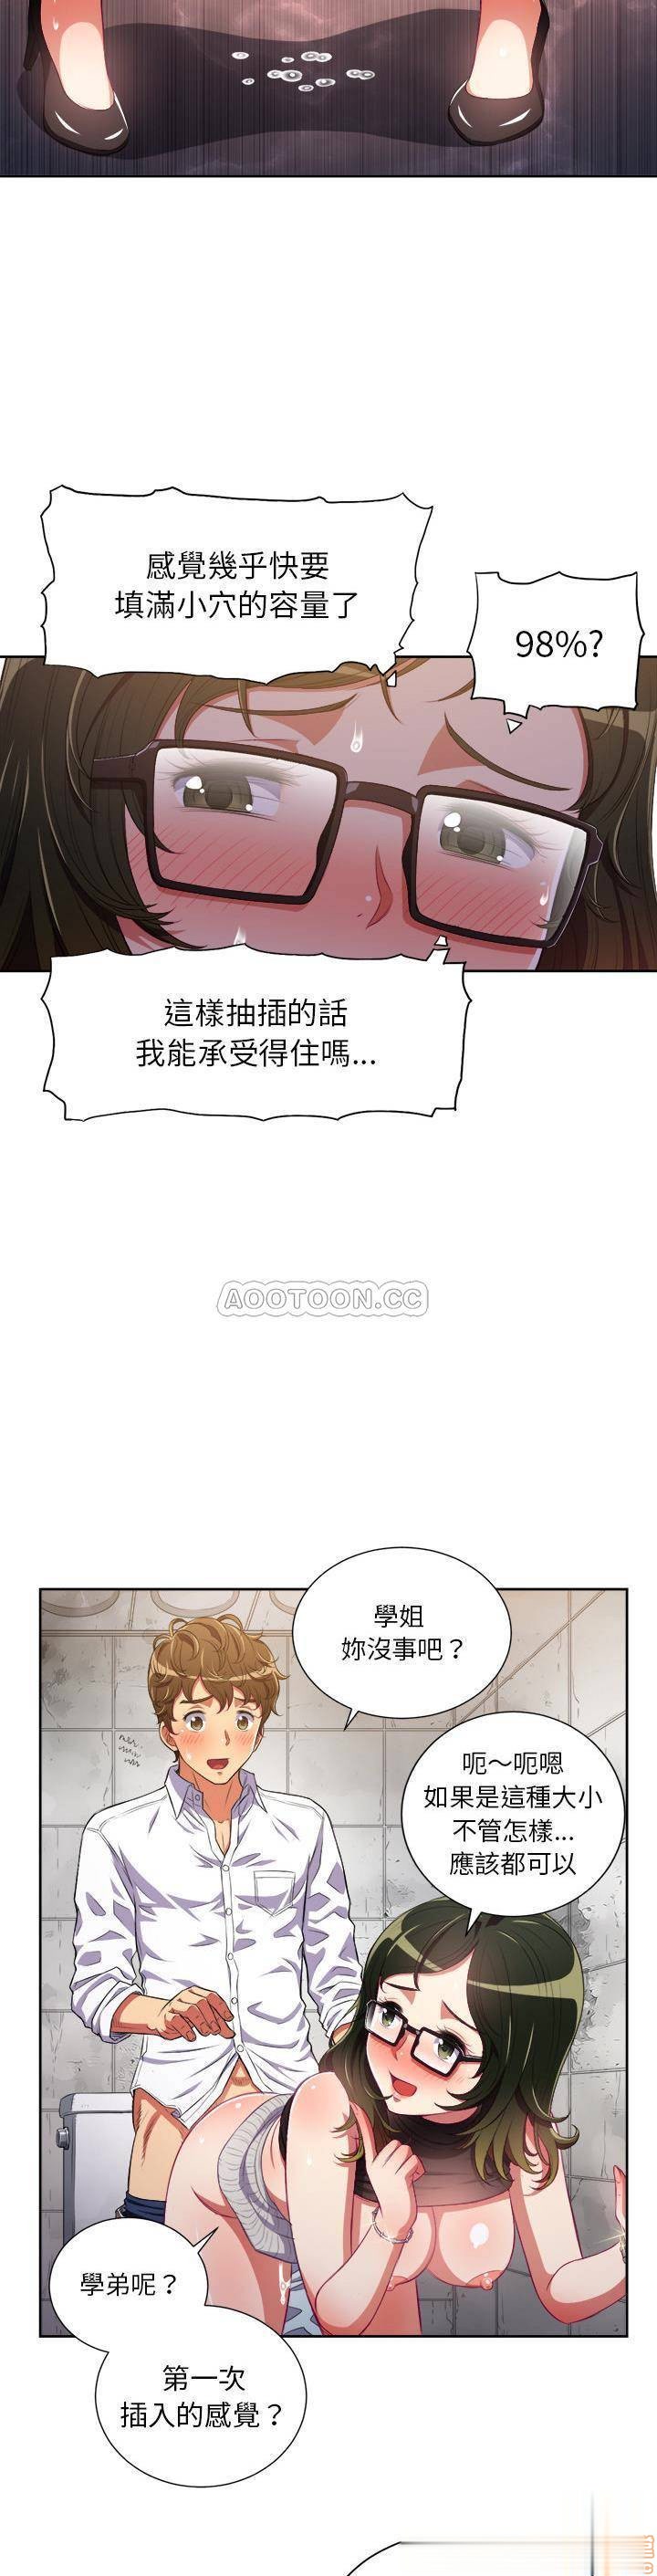 感覺幾乎快要
填滿小穴的容量了
98%?
這樣抽插的話
我能承受得住嗎...
AOOTOON.CC
學姐
妳沒事吧？
呃～呃嗯
如果是這種大小
不管怎樣...
應該都可以
學弟呢？
第一次
插入的感覺？